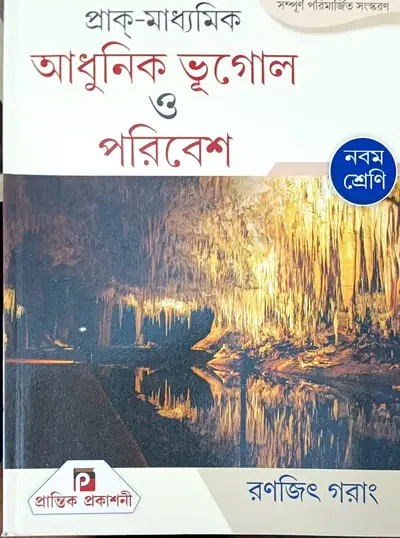 সম্পূর্ণ পরিমার্জিত সংস্করণ
প্রাক্-মাধ্যমিক
আধুনিক ভূগোল
ও
পরিবেশ
নবম
শ্রেণি
P
প্রান্তিক প্রকাশনী
রণজিৎ গরাং